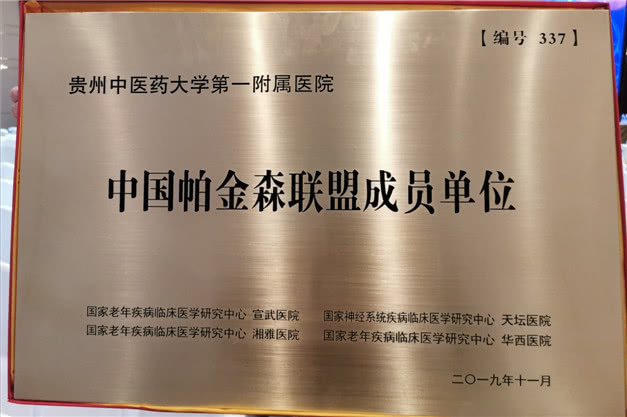 【编号 337】
贵州中医药大学第一附属医院
中国帕金森联盟成员单位
国家老年疾病临床医学研究中心 宣武医院 国家神经系统疾病临床医学研究中心 天坛医院
国家老年疾病临床医学研究中心 湘雅医院 国家老年疾病临床医学研究中心 华西医院
二〇一九年十一月